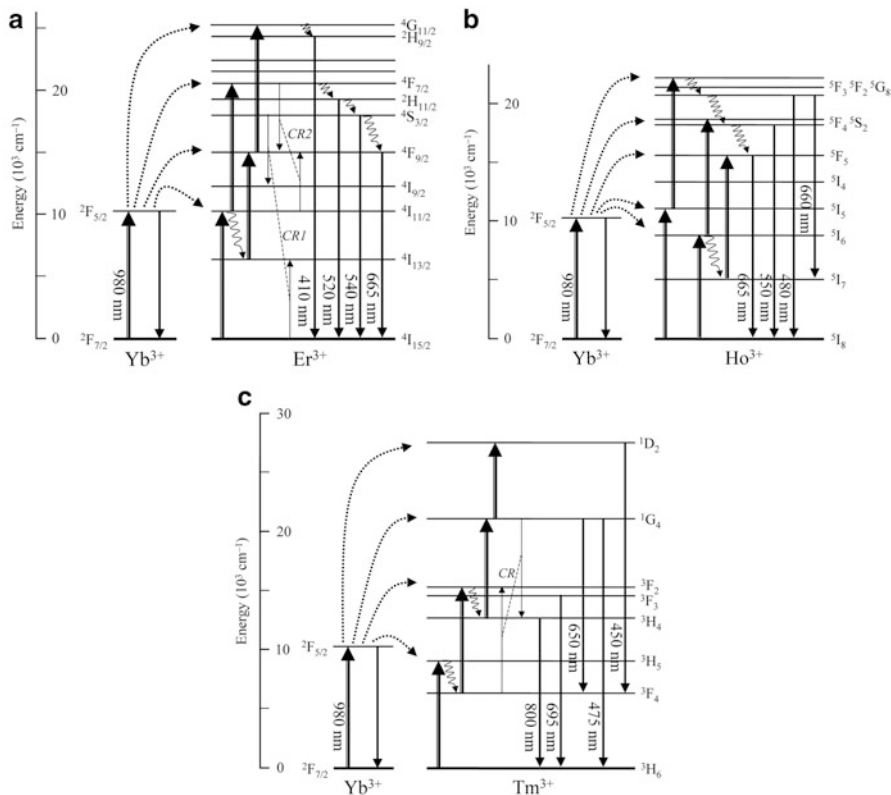 a
Energy (10³ cm⁻¹)
20
10
0
²F₅/₂
²F₇/₂
980 nm
Yb³⁺
⁴G₁₁/₂
²H₉/₂
⁴F₇/₂
²H₁₁/₂
⁴S₃/₂
⁴F₉/₂
⁴I₉/₂
⁴I₁₁/₂
⁴I₁₃/₂
⁴I₁₅/₂
CR2
CR1
410 nm
520 nm
540 nm
665 nm
Er³⁺
b
Energy (10³ cm⁻¹)
20
10
0
²F₅/₂
²F₇/₂
980 nm
Yb³⁺
⁵F₃ ⁵F₂ ⁵G₈
⁵F₄ ⁵S₂
⁵F₅
⁵I₄
⁵I₅
⁵I₆
⁵I₇
⁵I₈
660 nm
665 nm
550 nm
480 nm
Ho³⁺
c
Energy (10³ cm⁻¹)
30
20
10
0
²F₅/₂
²F₇/₂
980 nm
Yb³⁺
¹D₂
¹G₄
³F₂
³F₃
³H₄
³H₅
³F₄
³H₆
CR
650 nm
450 nm
800 nm
695 nm
475 nm
Tm³⁺